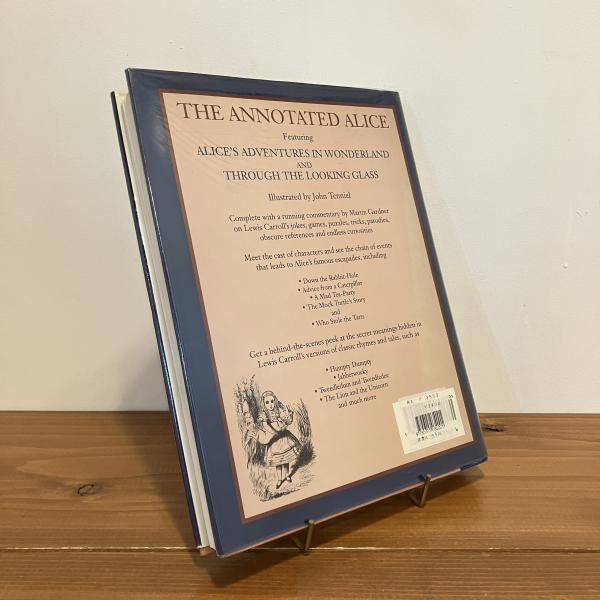 THE ANNOTATED ALICE
Featuring
ALICE'S ADVENTURES IN WONDERLAND
AND
THROUGH THE LOOKING GLASS
Illustrated by John Tenniel
Complete with a running commentary by Martin Gardner
on Lewis Carroll's jokes, games, puzzles, tricks, parodies,
obscure references and endless curiosities
Meet the cast of characters and see the chain of events
that leads to Alice's famous escapades, including
• Down the Rabbit-Hole
• Advice from a Caterpillar
• A Mad Tea-Party
• The Mock Turtle's Story
and
• Who Stole the Tarts
Get a behind-the-scenes peek at the secret meanings hidden in
Lewis Carroll's versions of classic rhymes and tales, such as
• Humpty Dumpty
• Jabberwocky
• Tweedledum and Tweedledee
• The Lion and the Unicorn
and much more